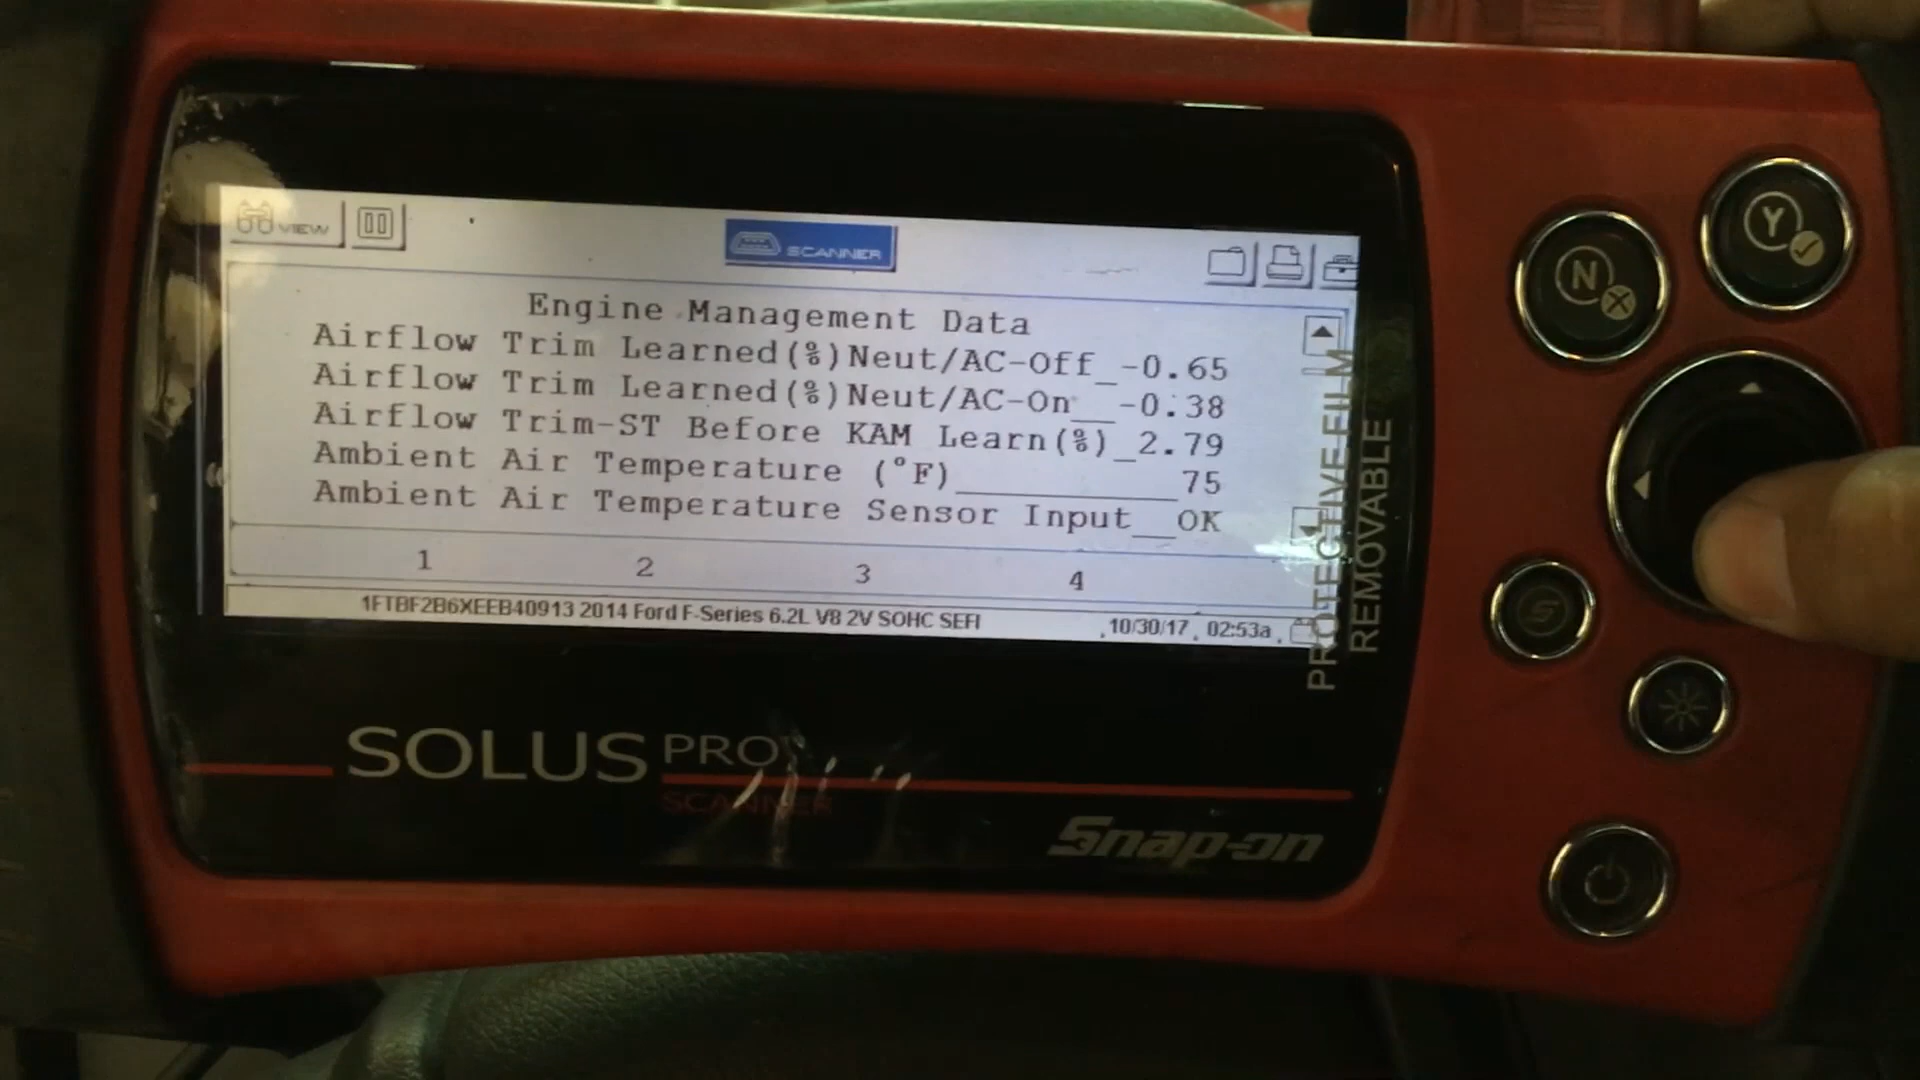 VIEW
SCANNER
Engine Management Data
Airflow Trim Learned(%)Neut/AC-Off_-0.65
Airflow Trim Learned(%)Neut/AC-On__-0.38
Airflow Trim-ST Before KAM Learn(%)_2.79
Ambient Air Temperature (°F)___________75
Ambient Air Temperature Sensor Input__OK
1 2 3 4
1FTBF2B6XEEB40913 2014 Ford F-Series 6.2L V8 2V SOHC SEFI
10/30/17 02:53a
PROTECTIVE FILM
REMOVABLE
N
Y
S
SOLUS PRO
SCANNER
Snap-on